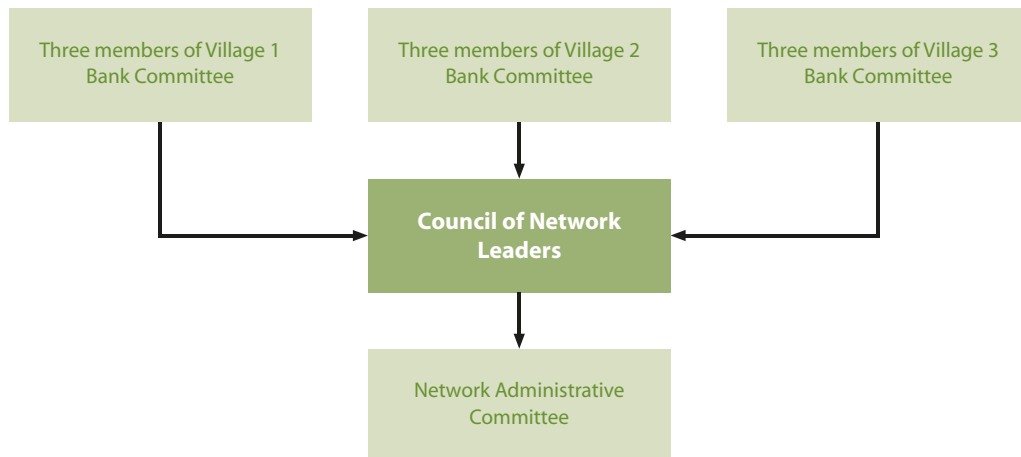 Three members of Village 1
Bank Committee
Three members of Village 2
Bank Committee
Three members of Village 3
Bank Committee
Council of Network
Leaders
Network Administrative
Committee